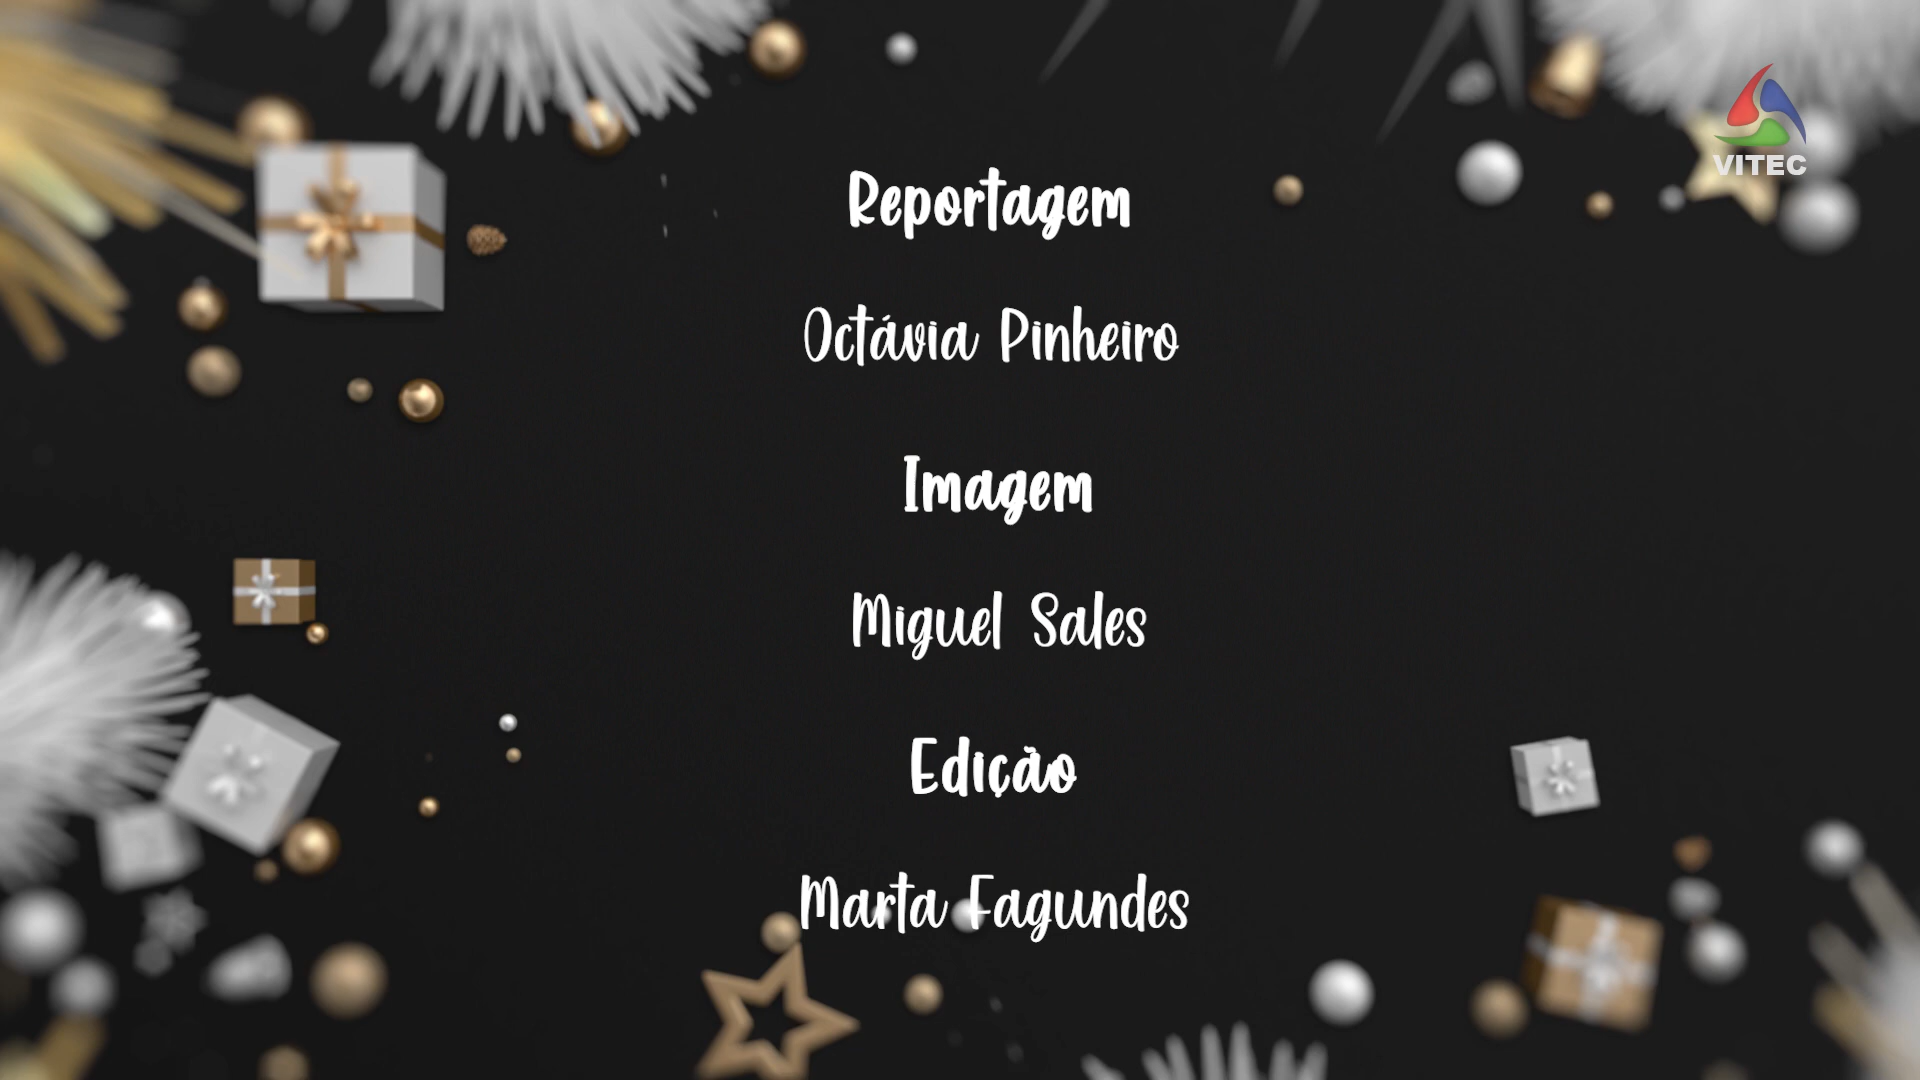 VITEC
Reportagem
Octávia Pinheiro
Imagem
Miguel Sales
Edição
Marta Fagundes